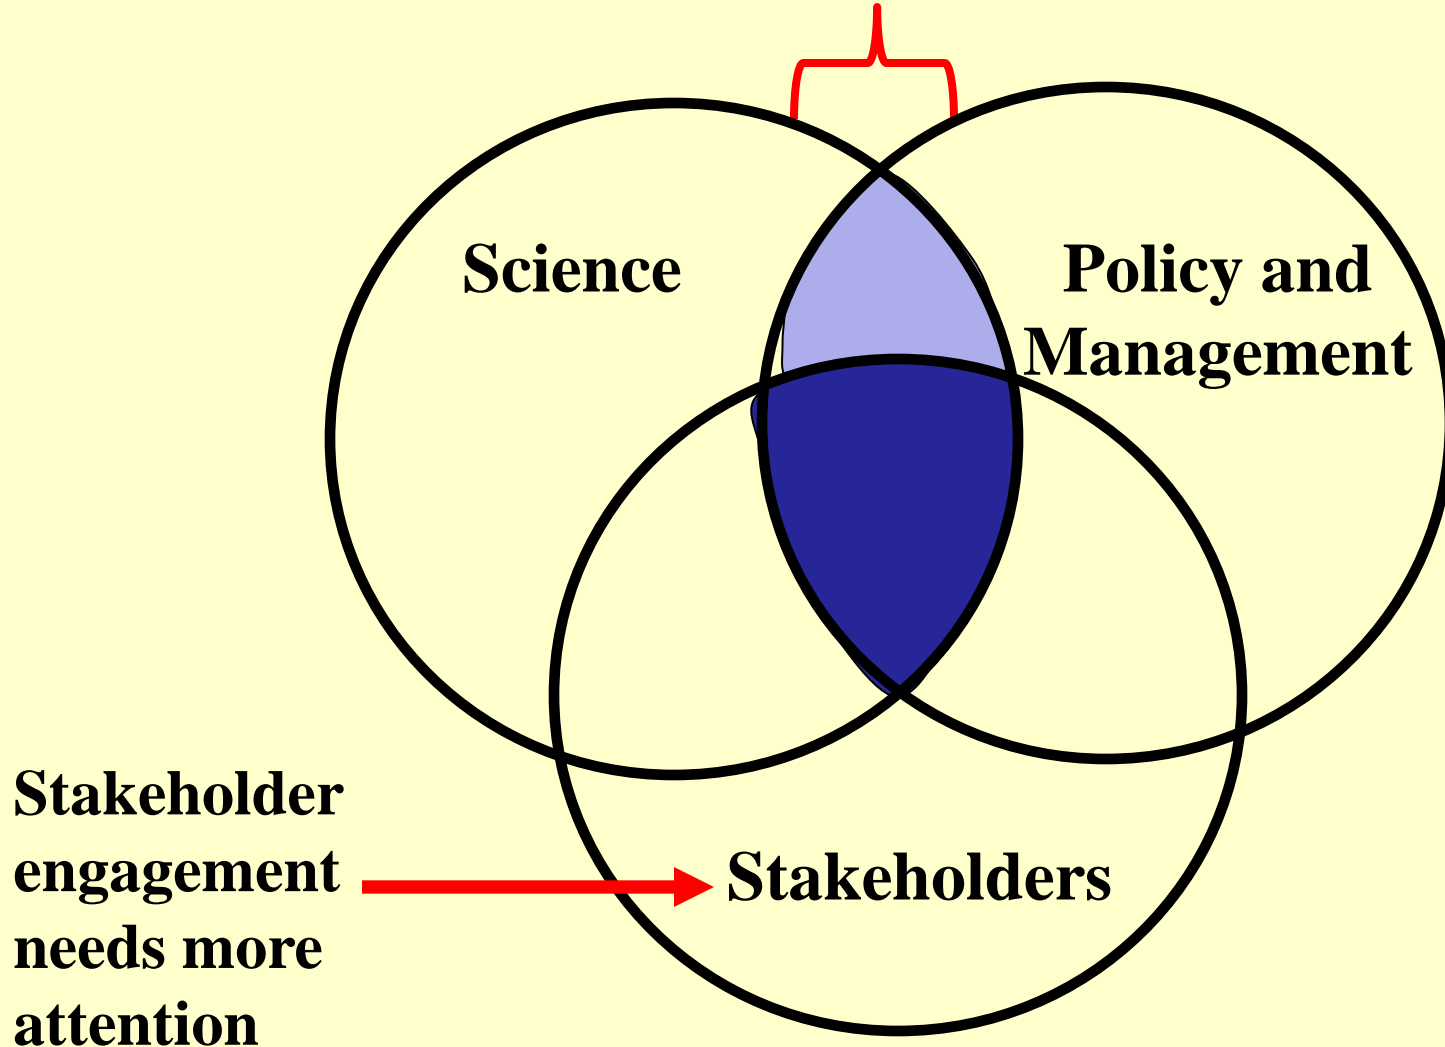 Science
Policy and
Management
Stakeholder
engagement
needs more
attention
Stakeholders